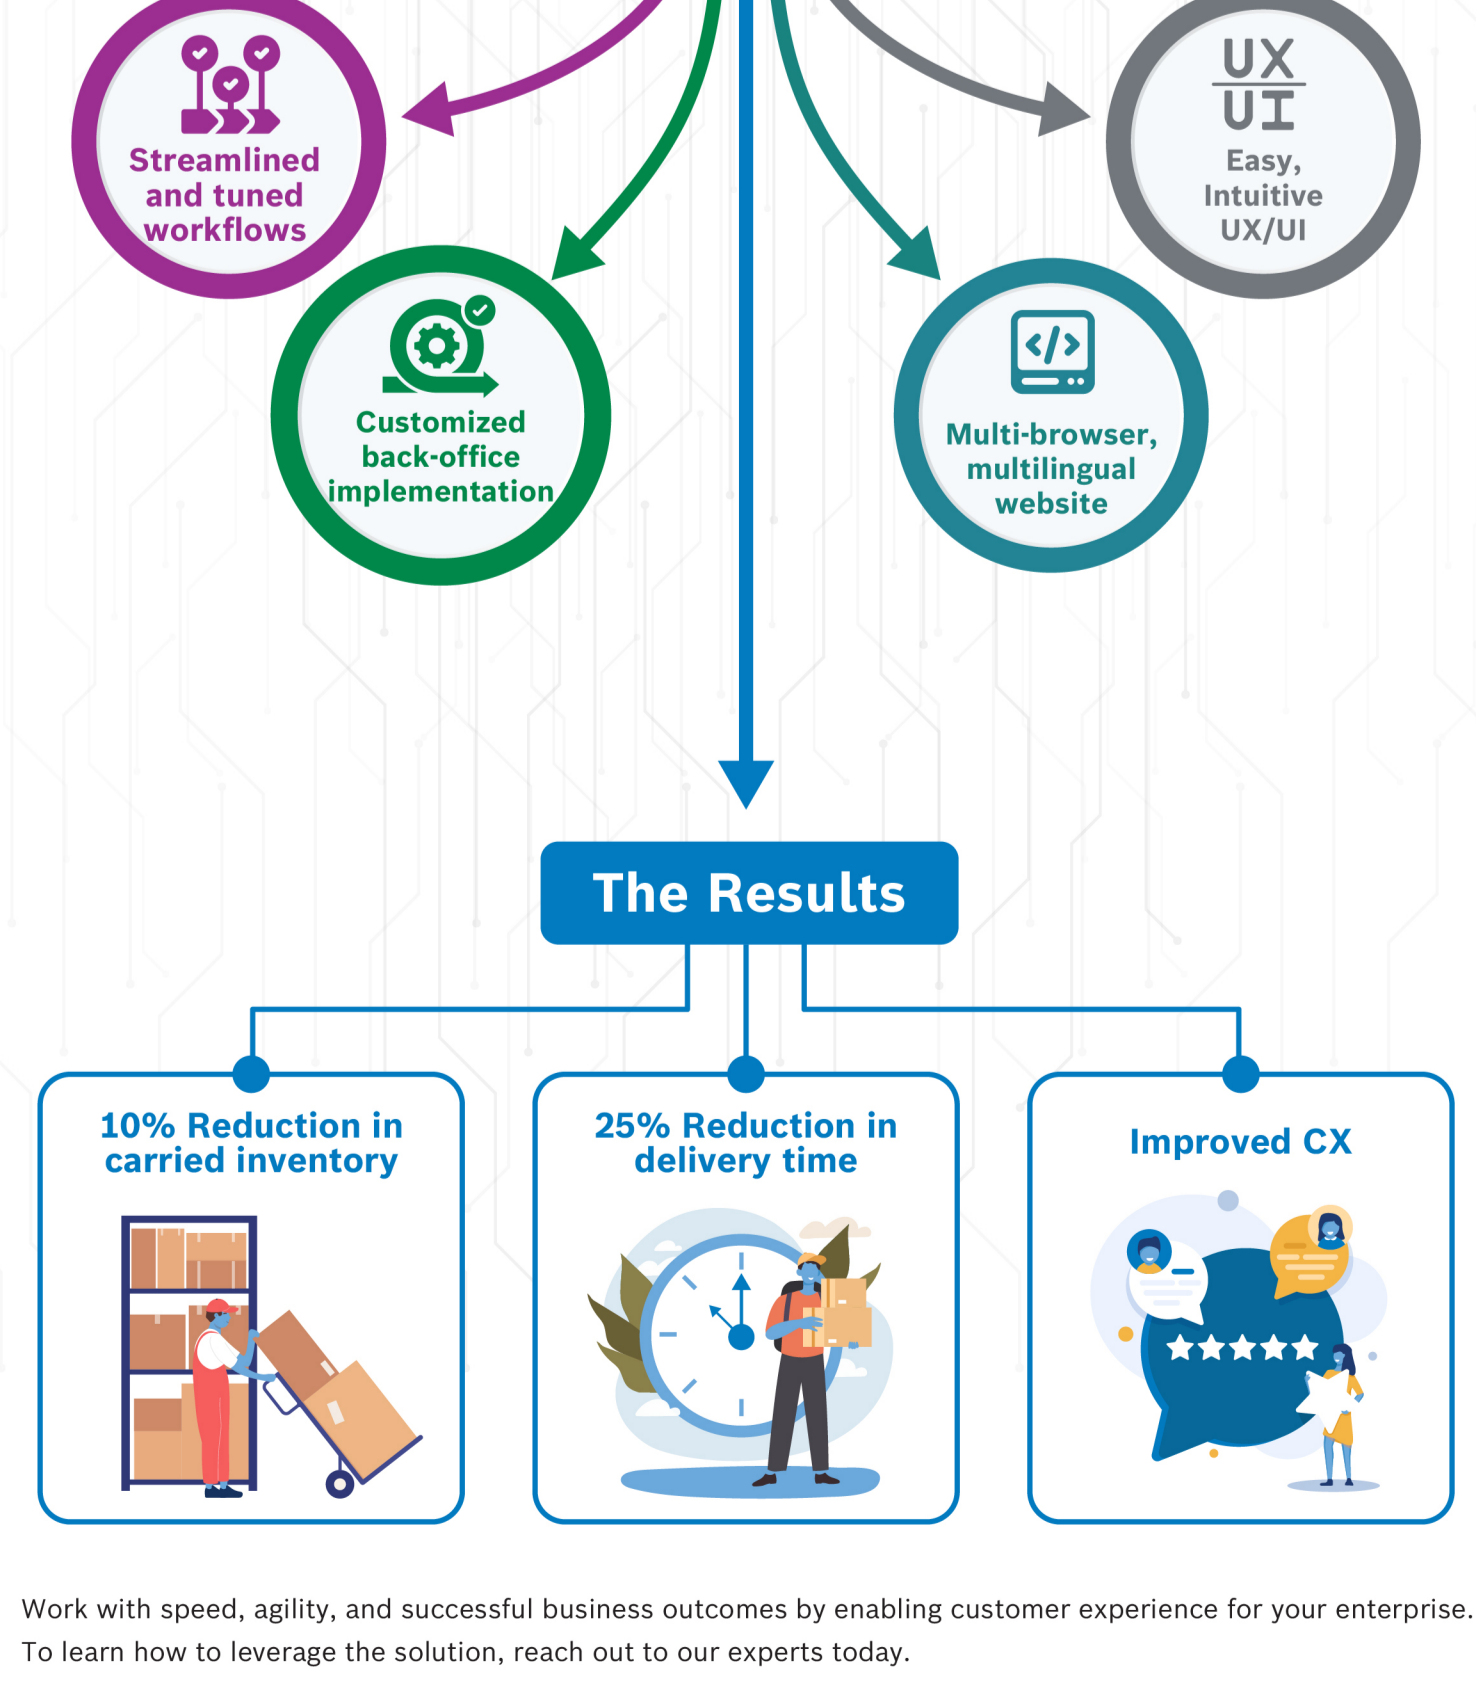 Streamlined
and tuned
workflows
UX
UI
Easy,
Intuitive
UX/UI
Customized
back-office
implementation
</>
Multi-browser,
multilingual
website
The Results
10% Reduction in
carried inventory
25% Reduction in
delivery time
Improved CX
Work with speed, agility, and successful business outcomes by enabling customer experience for your enterprise.
To learn how to leverage the solution, reach out to our experts today.